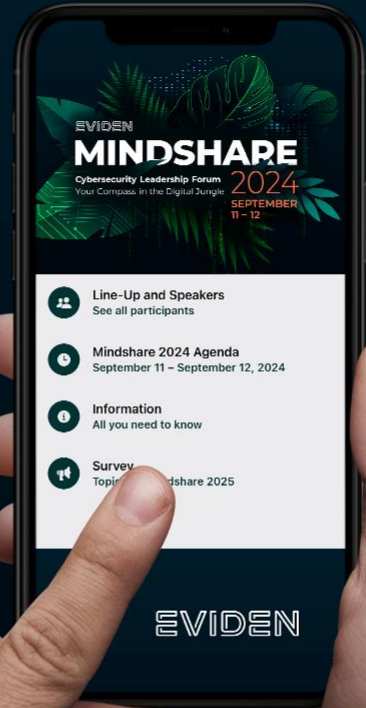 EVIDEN
MINDSHARE
Cybersecurity Leadership Forum
Your Compass in the Digital Jungle
2024
SEPTEMBER
11 – 12
Line-Up and Speakers
See all participants
Mindshare 2024 Agenda
September 11 – September 12, 2024
Information
All you need to know
Survey
2025
EVIDEN